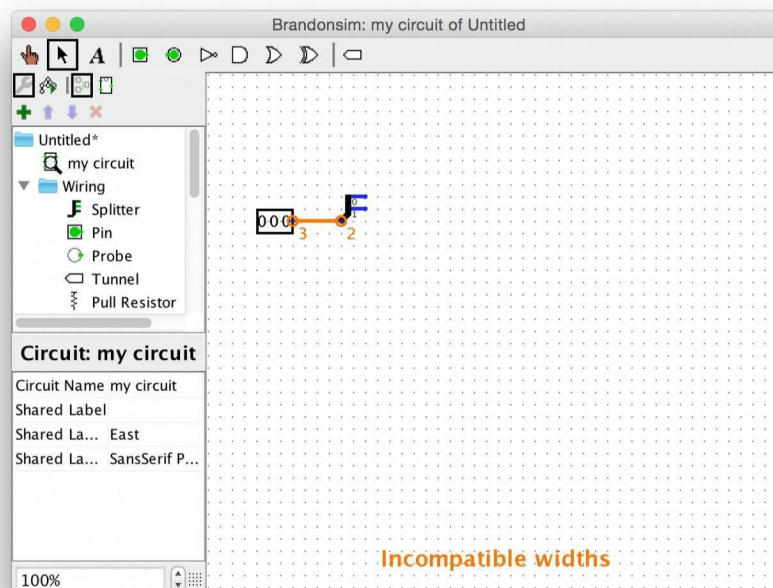 Brandonsim: my circuit of Untitled
A
Untitled*
my circuit
Wiring
Splitter
Pin
Probe
Tunnel
Pull Resistor
Circuit: my circuit
Circuit Name my circuit
Shared Label
Shared La... East
Shared La... SansSerif P...
100%
0
000
1
3
2
Incompatible widths